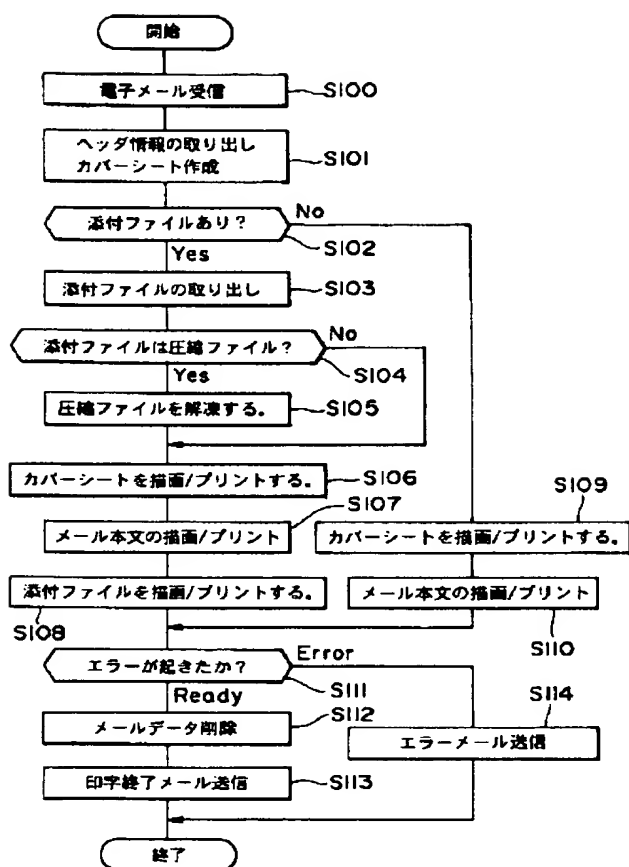 開始
電子メール受信
S100
ヘッダ情報の取り出し
カバーシート作成
S101
添付ファイルあり?
No
S102
Yes
添付ファイルの取り出し
S103
添付ファイルは圧縮ファイル?
No
S104
Yes
圧縮ファイルを解凍する。
S105
カバーシートを描画/プリントする。
S106
メール本文の描画/プリント
S107
添付ファイルを描画/プリントする。
S108
カバーシートを描画/プリントする。
S109
メール本文の描画/プリント
S110
エラーが起きたか?
Error
S111
Ready
メールデータ削除
S112
エラーメール送信
S114
印字終了メール送信
S113
終了